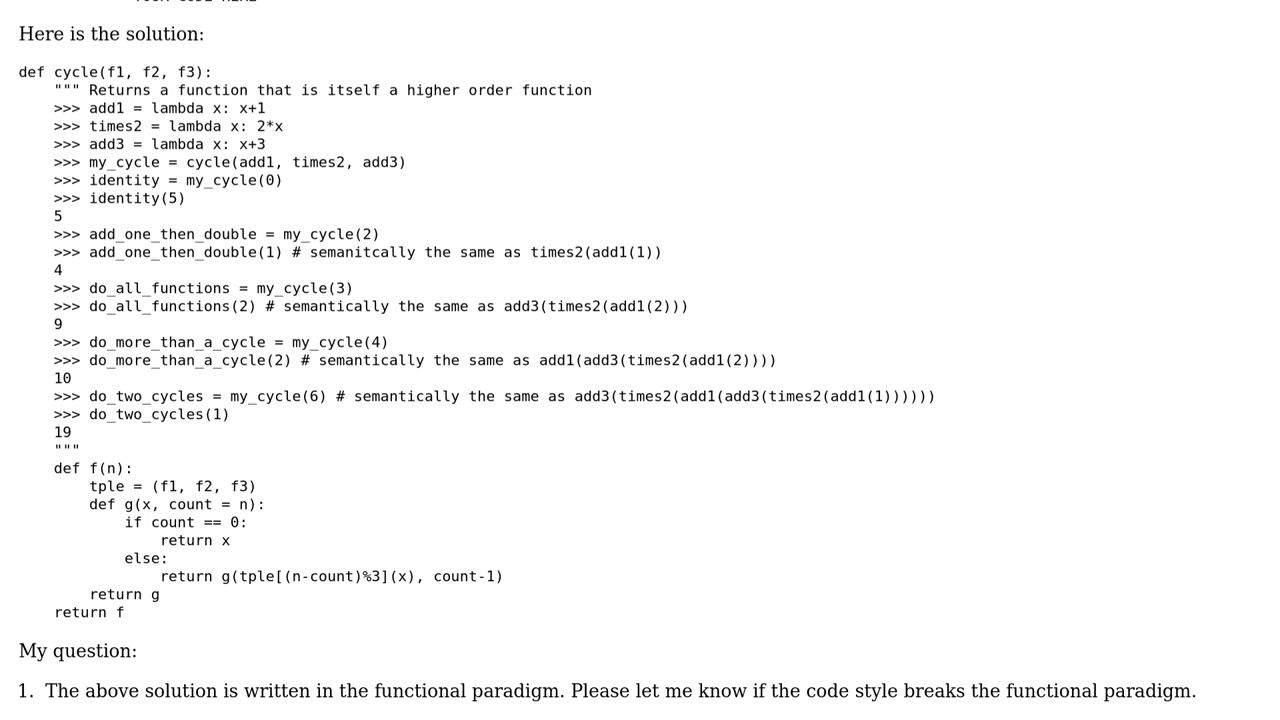 Here is the solution:
def cycle(f1, f2, f3):
    """ Returns a function that is itself a higher order function
    >>> add1 = lambda x: x+1
    >>> times2 = lambda x: 2*x
    >>> add3 = lambda x: x+3
    >>> my_cycle = cycle(add1, times2, add3)
    >>> identity = my_cycle(0)
    >>> identity(5)
    5
    >>> add_one_then_double = my_cycle(2)
    >>> add_one_then_double(1) # semanitcally the same as times2(add1(1))
    4
    >>> do_all_functions = my_cycle(3)
    >>> do_all_functions(2) # semantically the same as add3(times2(add1(2)))
    9
    >>> do_more_than_a_cycle = my_cycle(4)
    >>> do_more_than_a_cycle(2) # semantically the same as add1(add3(times2(add1(2))))
    10
    >>> do_two_cycles = my_cycle(6) # semantically the same as add3(times2(add1(add3(times2(add1(1))))))
    >>> do_two_cycles(1)
    19
    """
    def f(n):
        tple = (f1, f2, f3)
        def g(x, count = n):
            if count == 0:
                return x
            else:
                return g(tple[(n-count)%3](x), count-1)
        return g
    return f
My question:
1. The above solution is written in the functional paradigm. Please let me know if the code style breaks the functional paradigm.